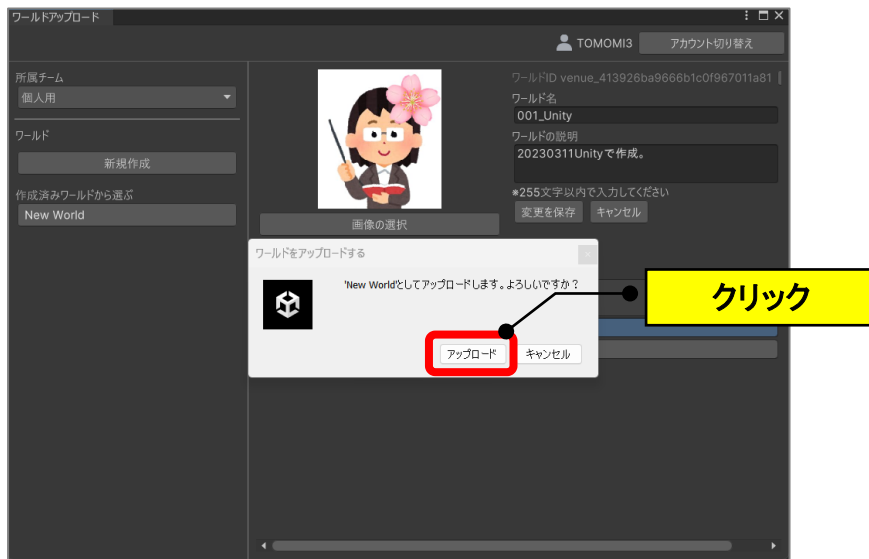 ワールドアップロード
TOMOMI3
アカウント切り替え
所属チーム
個人用
ワールド
新規作成
作成済みワールドから選ぶ
New World
画像の選択
ワールドID venue_413926ba9666b1c0f967011a81
ワールド名
001_Unity
ワールドの説明
20230311Unityで作成。
※255文字以内で入力してください
変更を保存 キャンセル
ワールドをアップロードする
'New World'としてアップロードします。よろしいですか？
アップロード キャンセル
クリック